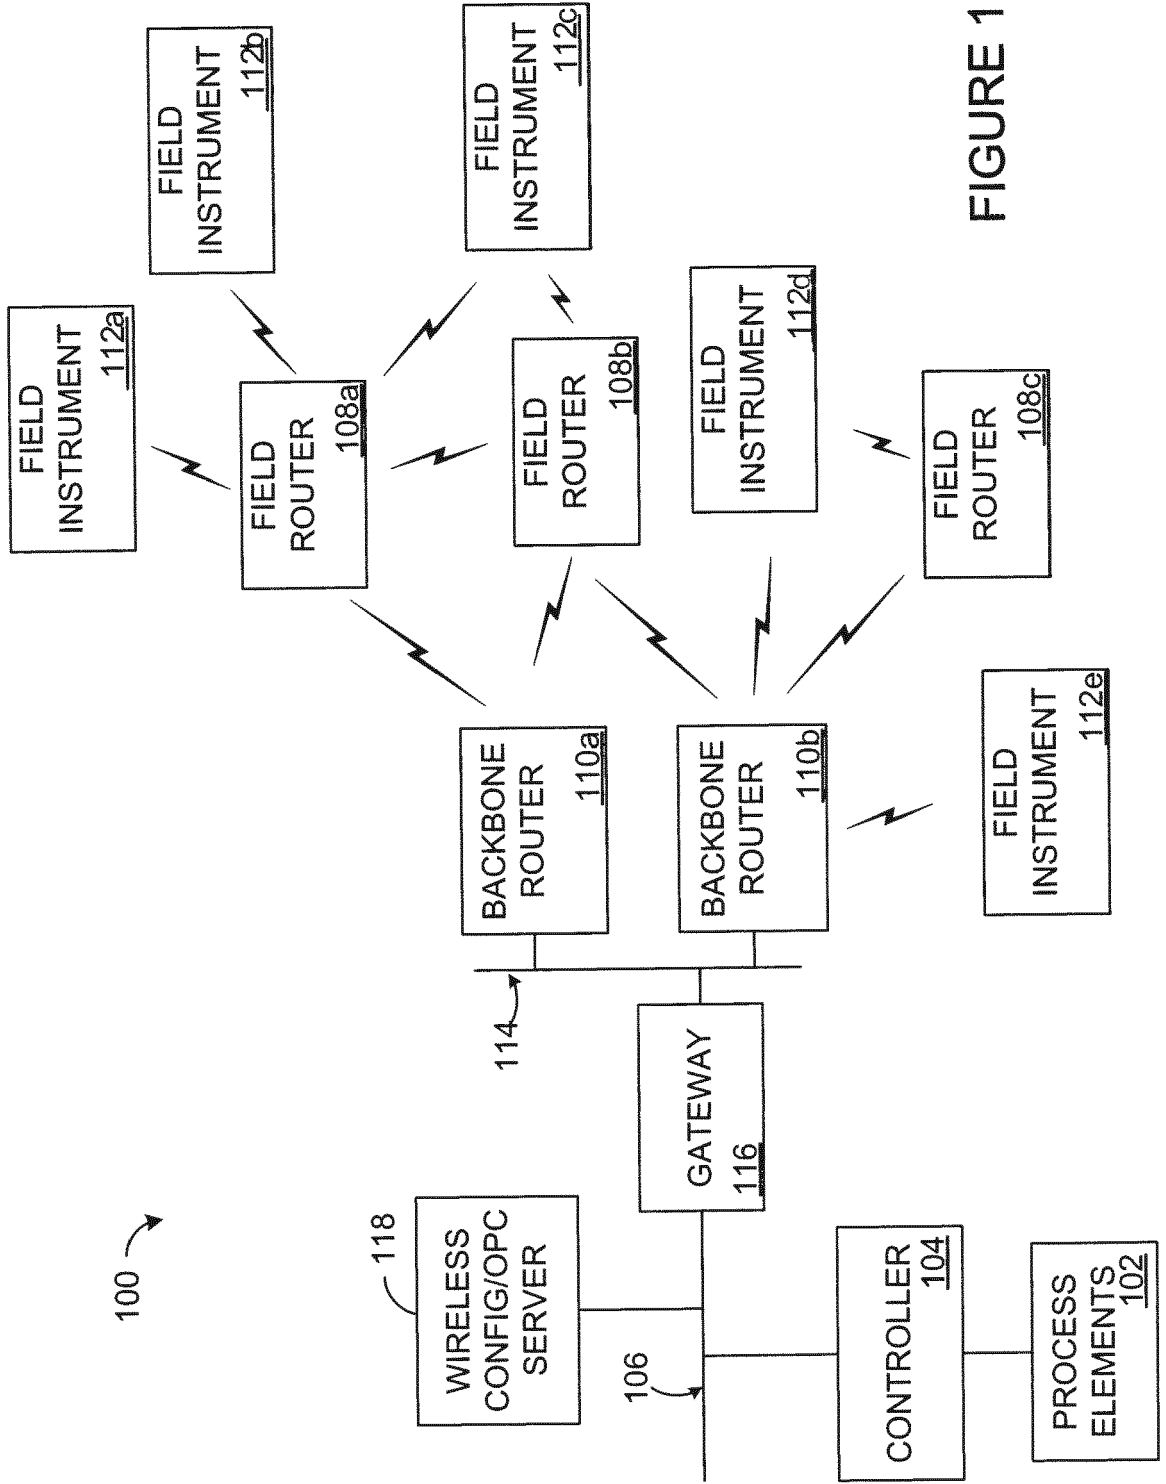 100
118
WIRELESS
CONFIG/OPC
SERVER
106
CONTROLLER
104
PROCESS
ELEMENTS
102
GATEWAY
116
114
BACKBONE
ROUTER
110a
BACKBONE
ROUTER
110b
FIELD
INSTRUMENT
112a
FIELD
INSTRUMENT
112b
FIELD
ROUTER
108a
FIELD
INSTRUMENT
112c
FIELD
ROUTER
108b
FIELD
INSTRUMENT
112d
FIELD
ROUTER
108c
FIELD
INSTRUMENT
112e
FIGURE 1